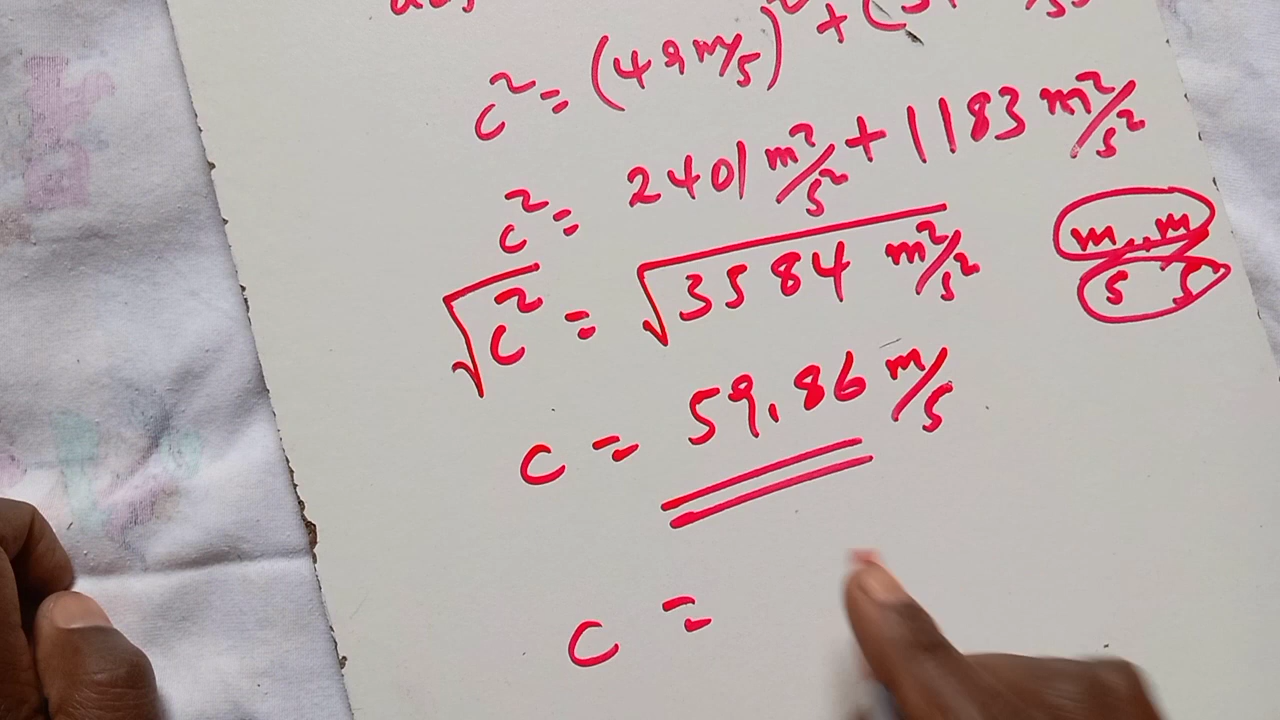 c² = (49 m/s)² + (
c² = 2401 m²/s² + 1183 m²/s²
√c² = √3584 m²/s²
m..m
s s
c = 59.86 m/s
c =